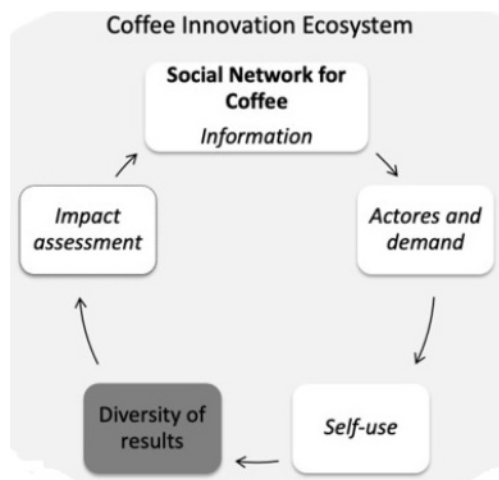 Coffee Innovation Ecosystem
Social Network for
Coffee
Information
Actores and
demand
Self-use
Diversity of
results
Impact
assessment